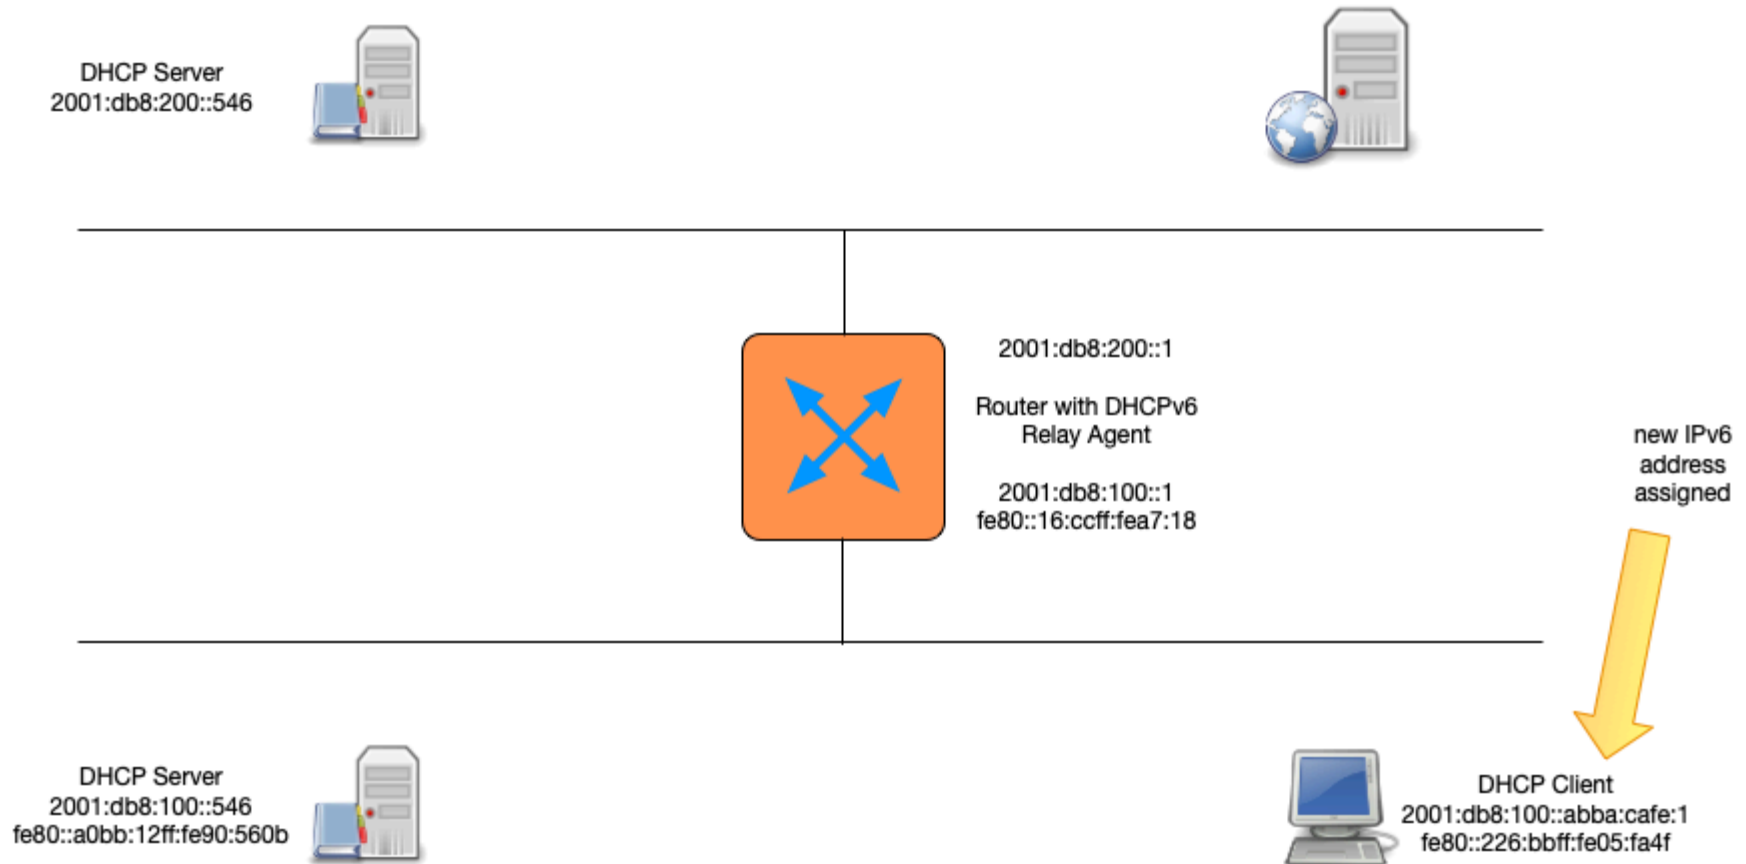 DHCP Server
2001:db8:200::546
2001:db8:200::1
Router with DHCPv6
Relay Agent
2001:db8:100::1
fe80::16:ccff:fea7:18
new IPv6
address
assigned
DHCP Server
2001:db8:100::546
fe80::a0bb:12ff:fe90:560b
DHCP Client
2001:db8:100::abba:cafe:1
fe80::226:bbff:fe05:fa4f